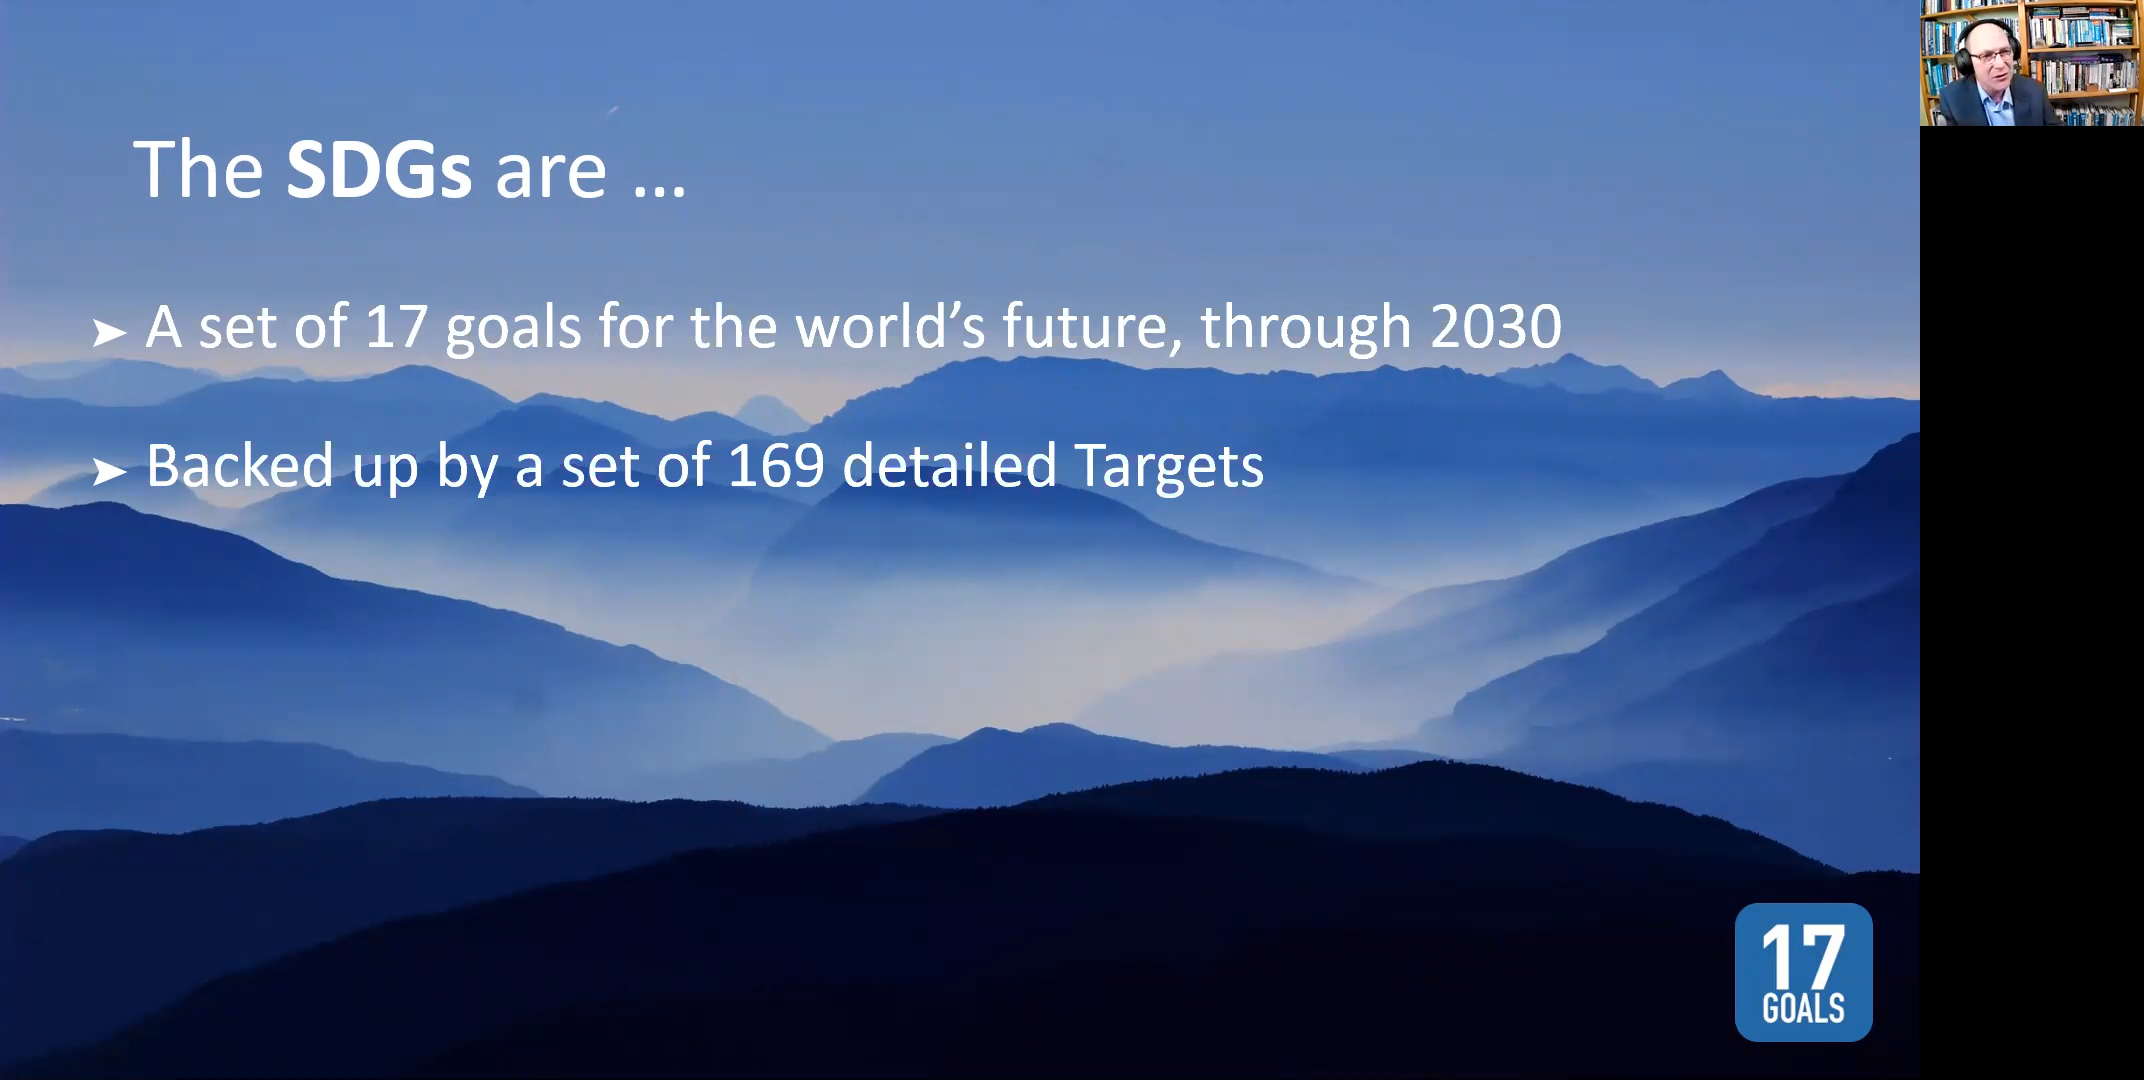 The SDGs are ...
➤ A set of 17 goals for the world’s future, through 2030
➤ Backed up by a set of 169 detailed Targets
17
GOALS